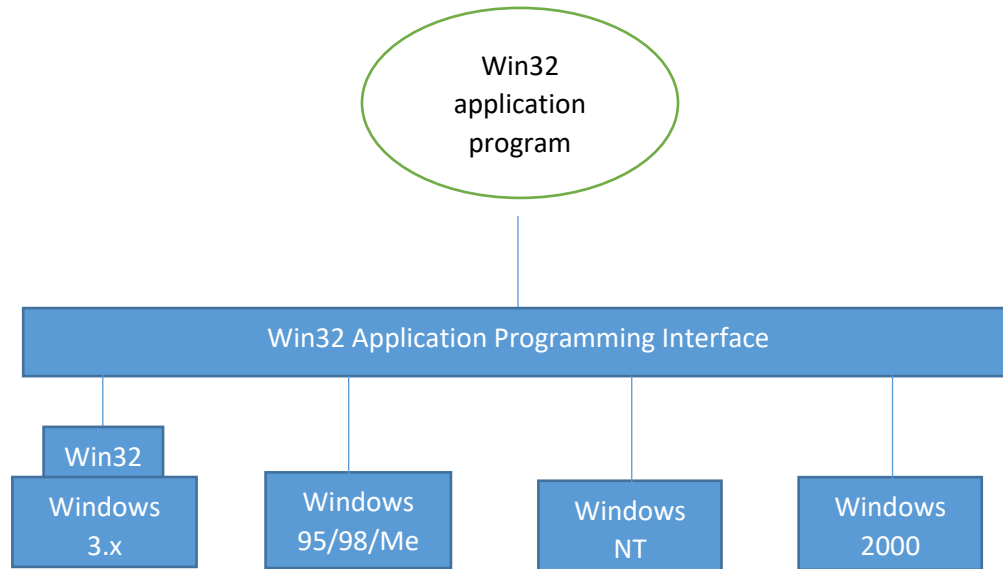 Win32
application
program
Win32 Application Programming Interface
Win32
Windows
3.x
Windows
95/98/Me
Windows
NT
Windows
2000